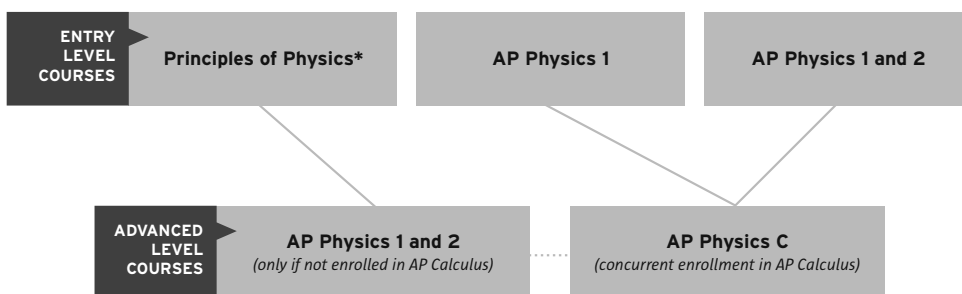 ENTRY
LEVEL
COURSES
Principles of Physics*
AP Physics 1
AP Physics 1 and 2
ADVANCED
LEVEL
COURSES
AP Physics 1 and 2
(only if not enrolled in AP Calculus)
AP Physics C
(concurrent enrollment in AP Calculus)